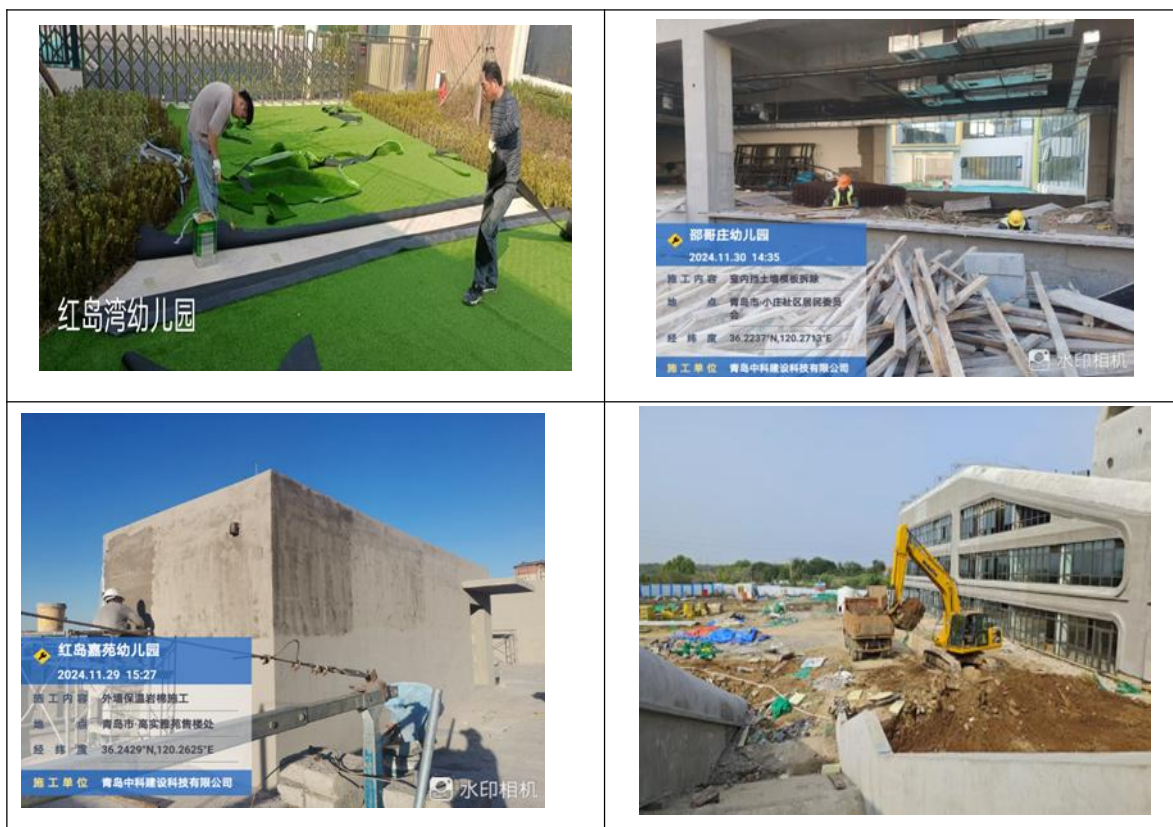 红岛湾幼儿园
邵哥庄幼儿园
2024.11.30 14:35
施工内容 室内挡土墙模板拆除
地 点 青岛市·小庄社区居民委员
会
经 纬 度 36.2237°N,120.2713°E
施工单位 青岛中科建设科技有限公司
水印相机
红岛嘉苑幼儿园
2024.11.29 15:27
施工内容 外墙保温岩棉施工
地 点 青岛市·高实雅苑售楼处
经 纬 度 36.2429°N,120.2625°E
施工单位 青岛中科建设科技有限公司
水印相机